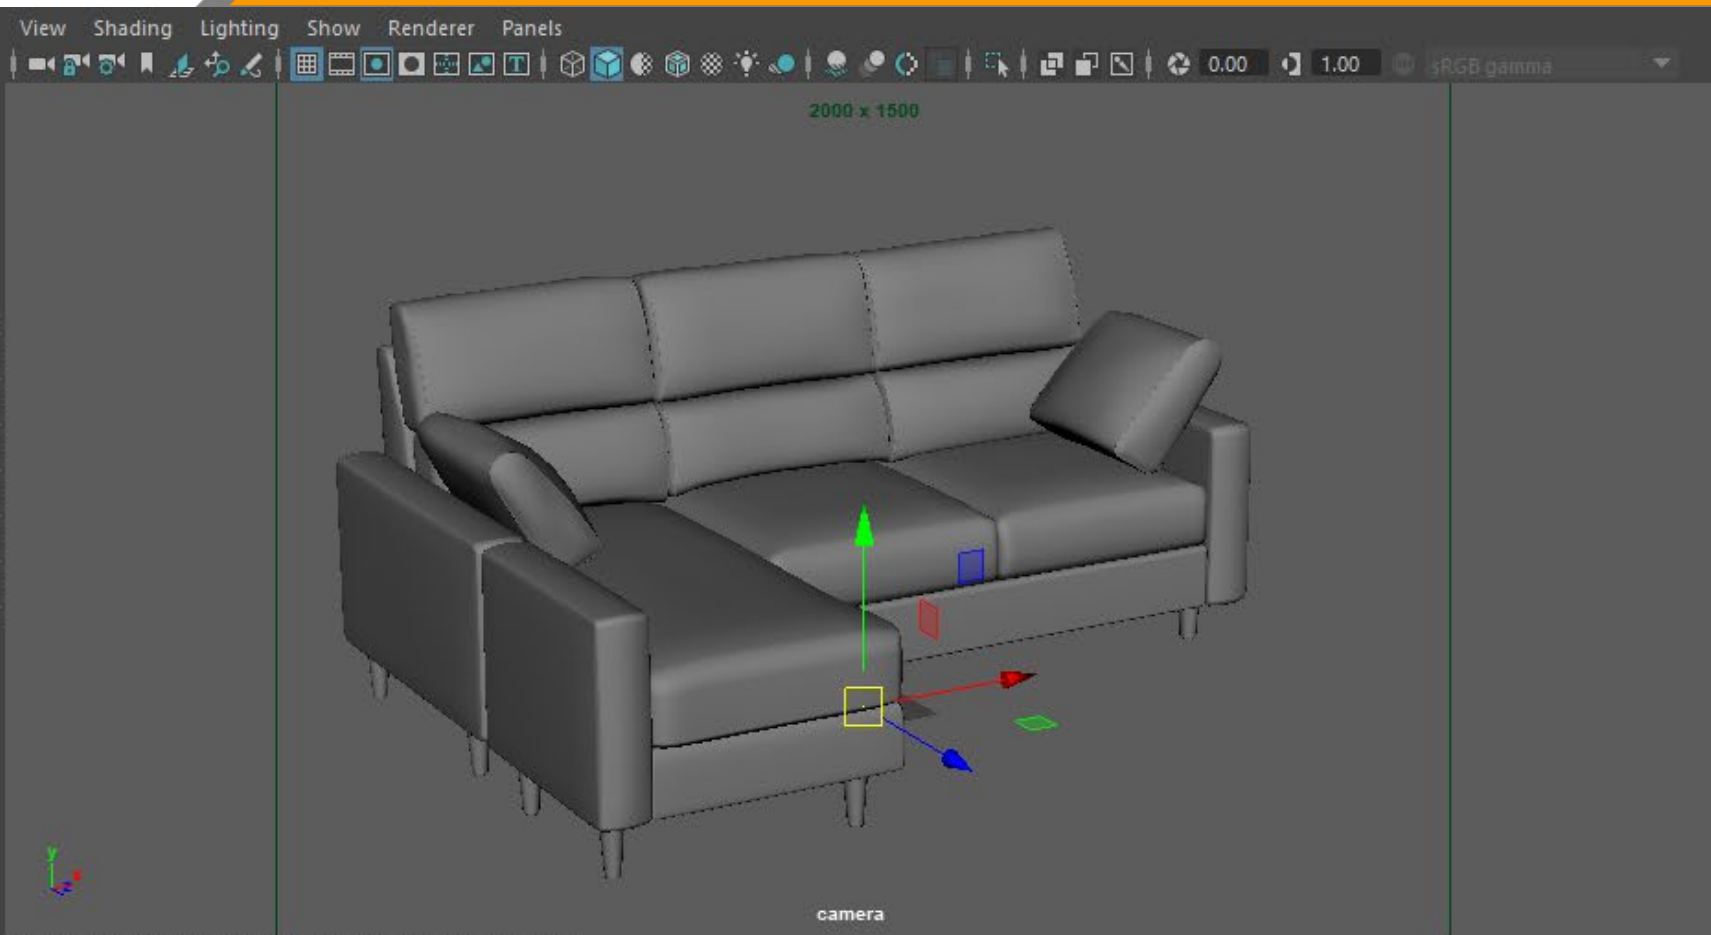 View Shading Lighting Show Renderer Panels
0.00 1.00 sRGB gamma
2000 x 1500
y
x
camera